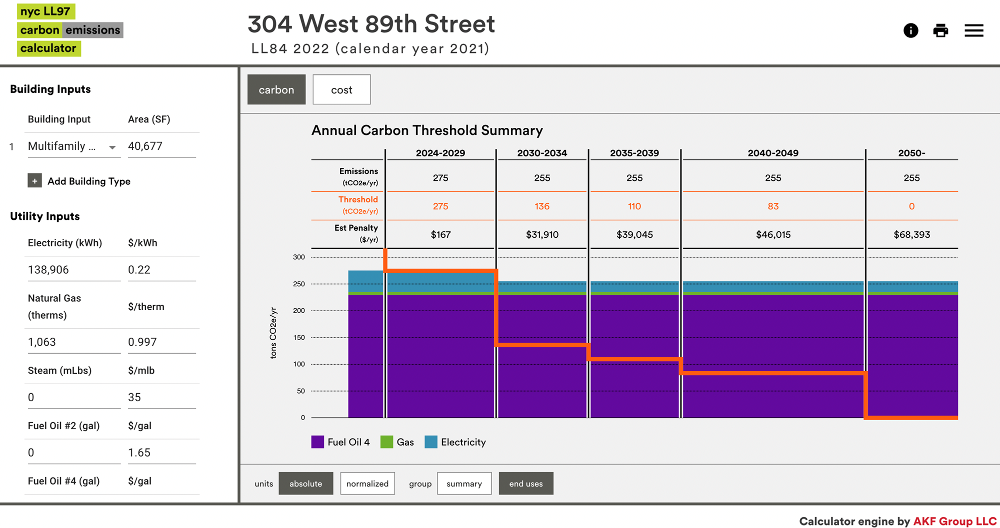 nyc LL97
carbon emissions
calculator
304 West 89th Street
LL84 2022 (calendar year 2021)
i
Building Inputs
Building Input Area (SF)
1 Multifamily ... 40,677
+ Add Building Type
Utility Inputs
Electricity (kWh) $/kWh
138,906 0.22
Natural Gas
(therms) $/therm
1,063 0.997
Steam (mLbs) $/mlb
0 35
Fuel Oil #2 (gal) $/gal
0 1.65
Fuel Oil #4 (gal) $/gal
carbon cost
Annual Carbon Threshold Summary
2024-2029 2030-2034 2035-2039 2040-2049 2050-
Emissions
(tCO2e/yr) 275 255 255 255 255
Threshold
(tCO2e/yr) 275 136 110 83 0
Est Penalty
($/yr) $167 $31,910 $39,045 $46,015 $68,393
300
250
200
150
100
50
0
tons CO2e/yr
Fuel Oil 4 Gas Electricity
units absolute normalized group summary end uses
Calculator engine by AKF Group LLC